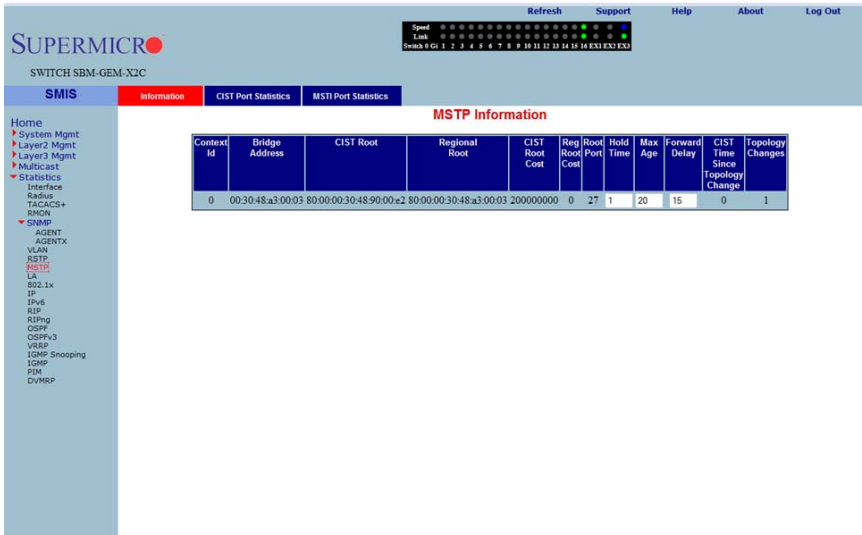 Refresh Support Help About Log Out
SUPERMICRO
SWITCH SBM-GEM-X2C
Speed
Link
Switch 0 Gi 1 2 3 4 5 6 7 8 9 10 11 12 13 14 15 16 EX1 EX2 EX3
SMIS
Information CIST Port Statistics MSTI Port Statistics
MSTP Information
Home
System Mgmt
Layer2 Mgmt
Layer3 Mgmt
Multicast
Statistics
Interface
Radius
TACACS+
RMON
SNMP
AGENT
AGENTX
VLAN
RSTP
MSTP
LA
802.1x
IP
IPv6
RIP
RIPng
OSPF
OSPFv3
VRRP
IGMP Snooping
IGMP
PIM
DVMRP
Context Id Bridge Address CIST Root Regional Root CIST Root Cost Reg Root Cost Root Port Hold Time Max Age Forward Delay CIST Time Since Topology Change Topology Changes
0 00:30:48:a3:00:03 80:00:00:30:48:90:00:e2 80:00:00:30:48:a3:00:03 200000000 0 27 1 20 15 0 1